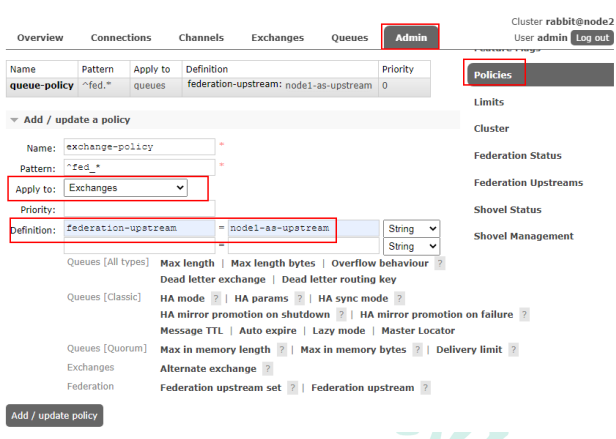 Cluster rabbit@node2
User admin Log out
Overview Connections Channels Exchanges Queues Admin
Name Pattern Apply to Definition Priority
queue-policy ^fed.* queues federation-upstream: node1-as-upstream 0
Policies
Limits
Cluster
Federation Status
Federation Upstreams
Shovel Status
Shovel Management
Add / update a policy
Name: exchange-policy *
Pattern: ^fed_* *
Apply to: Exchanges
Priority:
Definition: federation-upstream = node1-as-upstream String
= String
Queues [All types] Max length | Max length bytes | Overflow behaviour ?
Dead letter exchange | Dead letter routing key
Queues [Classic] HA mode ? | HA params ? | HA sync mode ?
HA mirror promotion on shutdown ? | HA mirror promotion on failure ?
Message TTL | Auto expire | Lazy mode | Master Locator
Queues [Quorum] Max in memory length ? | Max in memory bytes ? | Delivery limit ?
Exchanges Alternate exchange ?
Federation Federation upstream set ? | Federation upstream ?
Add / update policy